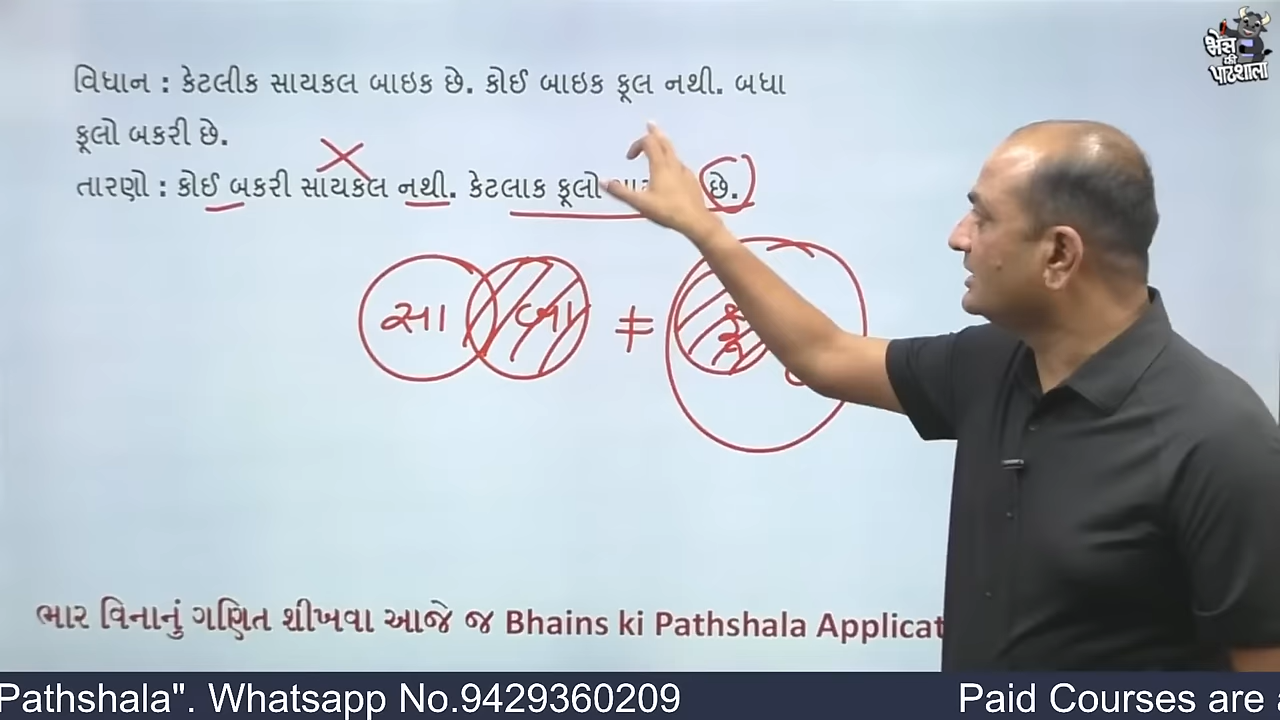 ભેંસ
કી
પાઠશાલા
વિધાન : કેટલીક સાયકલ બાઇક છે. કોઈ બાઇક ફૂલ નથી. બધા
ફૂલો બકરી છે.
તારણો : કોઈ બકરી સાયકલ નથી. કેટલાક ફૂલો છે.
સા બા ≠ ફૂ
ભાર વિનાનું ગણિત શીખવા આજે જ Bhains ki Pathshala Applicat
Pathshala". Whatsapp No.9429360209 Paid Courses are